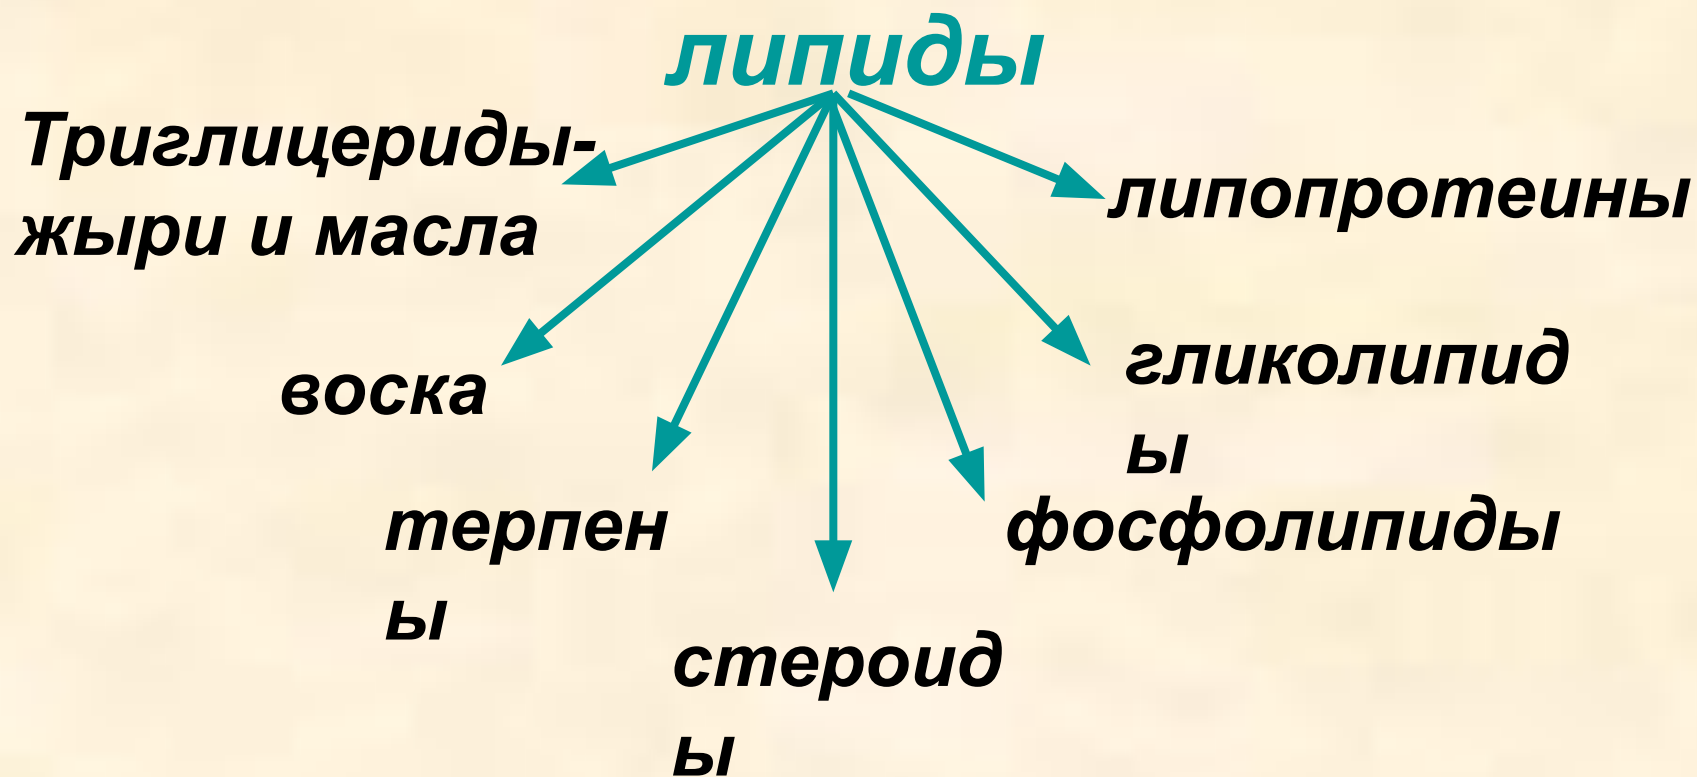 липиды
Триглицериды-
жыри и масла
липопротеины
воска
гликолипид
ы
терпен
ы
фосфолипиды
стероид
ы